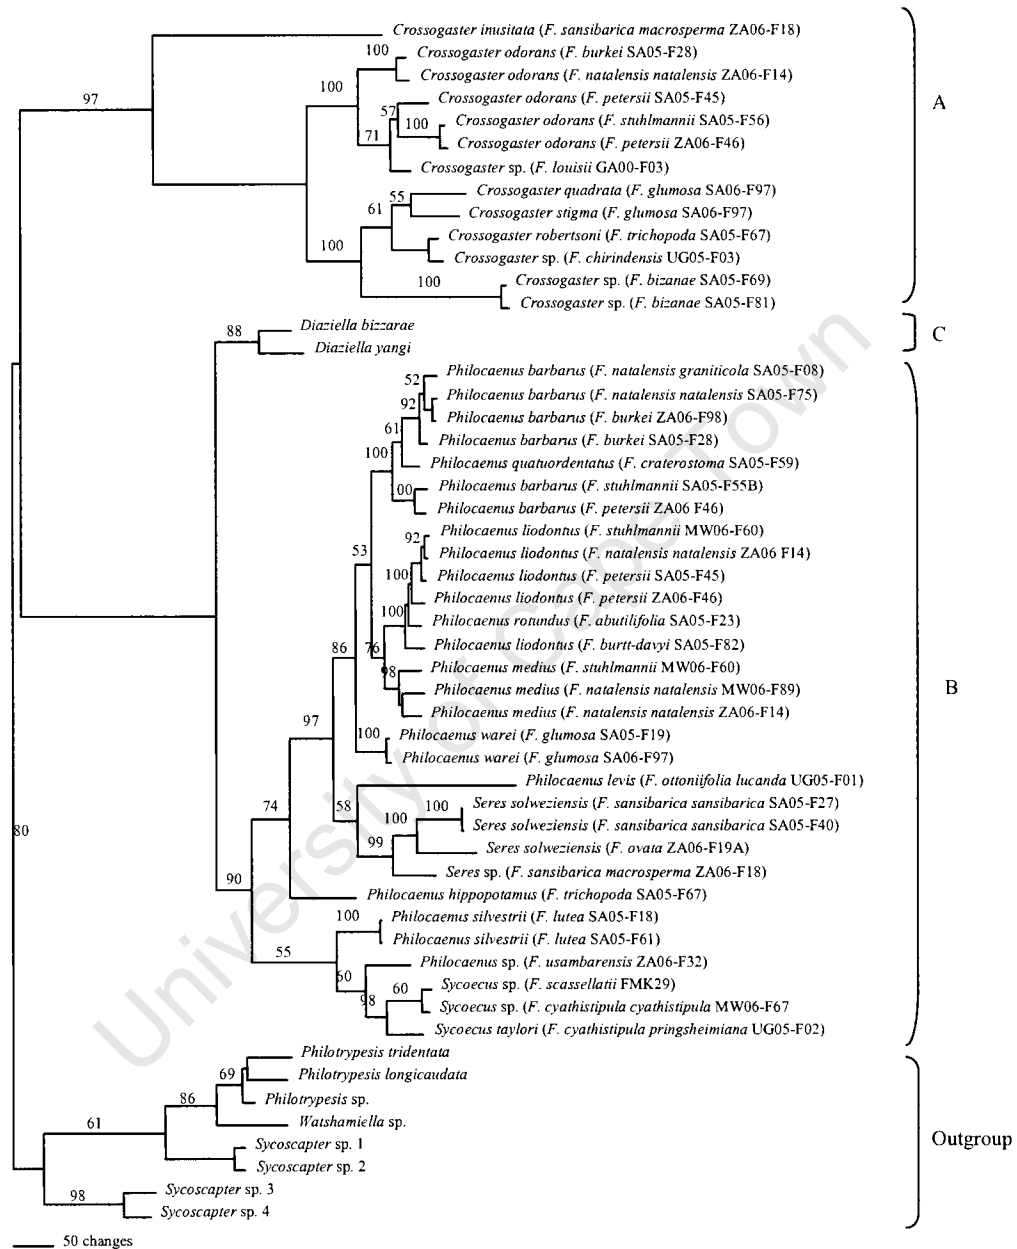 Crossogaster inusitata (F. sansibarica macrosperma ZA06-F18)
100 Crossogaster odorans (F. burkei SA05-F28)
Crossogaster odorans (F. natalensis natalensis ZA06-F14)
100
97
Crossogaster odorans (F. petersii SA05-F45)
A
57
100 Crossogaster odorans (F. stuhlmannii SA05-F56)
71
Crossogaster odorans (F. petersii ZA06-F46)
Crossogaster sp. (F. louisii GA00-F03)
55 Crossogaster quadrata (F. glumosa SA06-F97)
61 Crossogaster stigma (F. glumosa SA06-F97)
100 Crossogaster robertsoni (F. trichopoda SA05-F67)
Crossogaster sp. (F. chirindensis UG05-F03)
100 Crossogaster sp. (F. bizanae SA05-F69)
Crossogaster sp. (F. bizanae SA05-F81)
88 Diaziella bizzarae
C
Diaziella yangi
Philocaenus barbarus (F. natalensis graniticola SA05-F08)
52
Philocaenus barbarus (F. natalensis natalensis SA05-F75)
92
Philocaenus barbarus (F. burkei ZA06-F98)
61
Philocaenus barbarus (F. burkei SA05-F28)
100
Philocaenus quatuordentatus (F. craterostoma SA05-F59)
00 Philocaenus barbarus (F. stuhlmannii SA05-F55B)
Philocaenus barbarus (F. petersii ZA06 F46)
Philocaenus liodontus (F. stuhlmannii MW06-F60)
92
53 Philocaenus liodontus (F. natalensis natalensis ZA06 F14)
100 Philocaenus liodontus (F. petersii SA05-F45)
Philocaenus liodontus (F. petersii ZA06-F46)
100
Philocaenus rotundus (F. abutilifolia SA05-F23)
86 76 Philocaenus liodontus (F. burtt-davyi SA05-F82)
98 Philocaenus medius (F. stuhlmannii MW06-F60)
Philocaenus medius (F. natalensis natalensis MW06-F89)
B
Philocaenus medius (F. natalensis natalensis ZA06-F14)
97
100 Philocaenus warei (F. glumosa SA05-F19)
Philocaenus warei (F. glumosa SA06-F97)
Philocaenus levis (F. ottoniifolia lucanda UG05-F01)
74 58 100 Seres solweziensis (F. sansibarica sansibarica SA05-F27)
100
Seres solweziensis (F. sansibarica sansibarica SA05-F40)
80
99 Seres solweziensis (F. ovata ZA06-F19A)
Seres sp. (F. sansibarica macrosperma ZA06-F18)
90
Philocaenus hippopotamus (F. trichopoda SA05-F67)
100 Philocaenus silvestrii (F. lutea SA05-F18)
Philocaenus silvestrii (F. lutea SA05-F61)
55
Philocaenus sp. (F. usambarensis ZA06-F32)
60
60 Sycoecus sp. (F. scassellatii FMK29)
98
Sycoecus sp. (F. cyathistipula cyathistipula MW06-F67
Sycoecus taylori (F. cyathistipula pringsheimiana UG05-F02)
Philotrypesis tridentata
69 Philotrypesis longicaudata
86 Philotrypesis sp.
61 Watshamiella sp.
Outgroup
Sycoscapter sp. 1
Sycoscapter sp. 2
98 Sycoscapter sp. 3
Sycoscapter sp. 4
50 changes
University of Cape Town